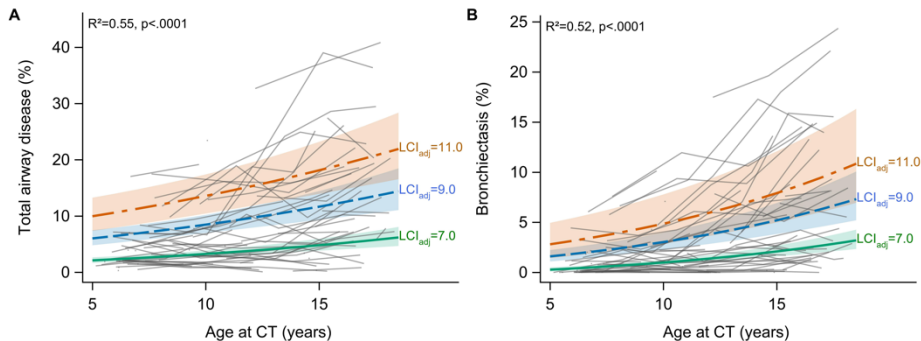 A
R²=0.55, p<.0001
Total airway disease (%)
40
30
20
10
0
5
10
15
Age at CT (years)
LCIadj=11.0
LCIadj=9.0
LCIadj=7.0
B
R²=0.52, p<.0001
Bronchiectasis (%)
25
20
15
10
5
0
5
10
15
Age at CT (years)
LCIadj=11.0
LCIadj=9.0
LCIadj=7.0